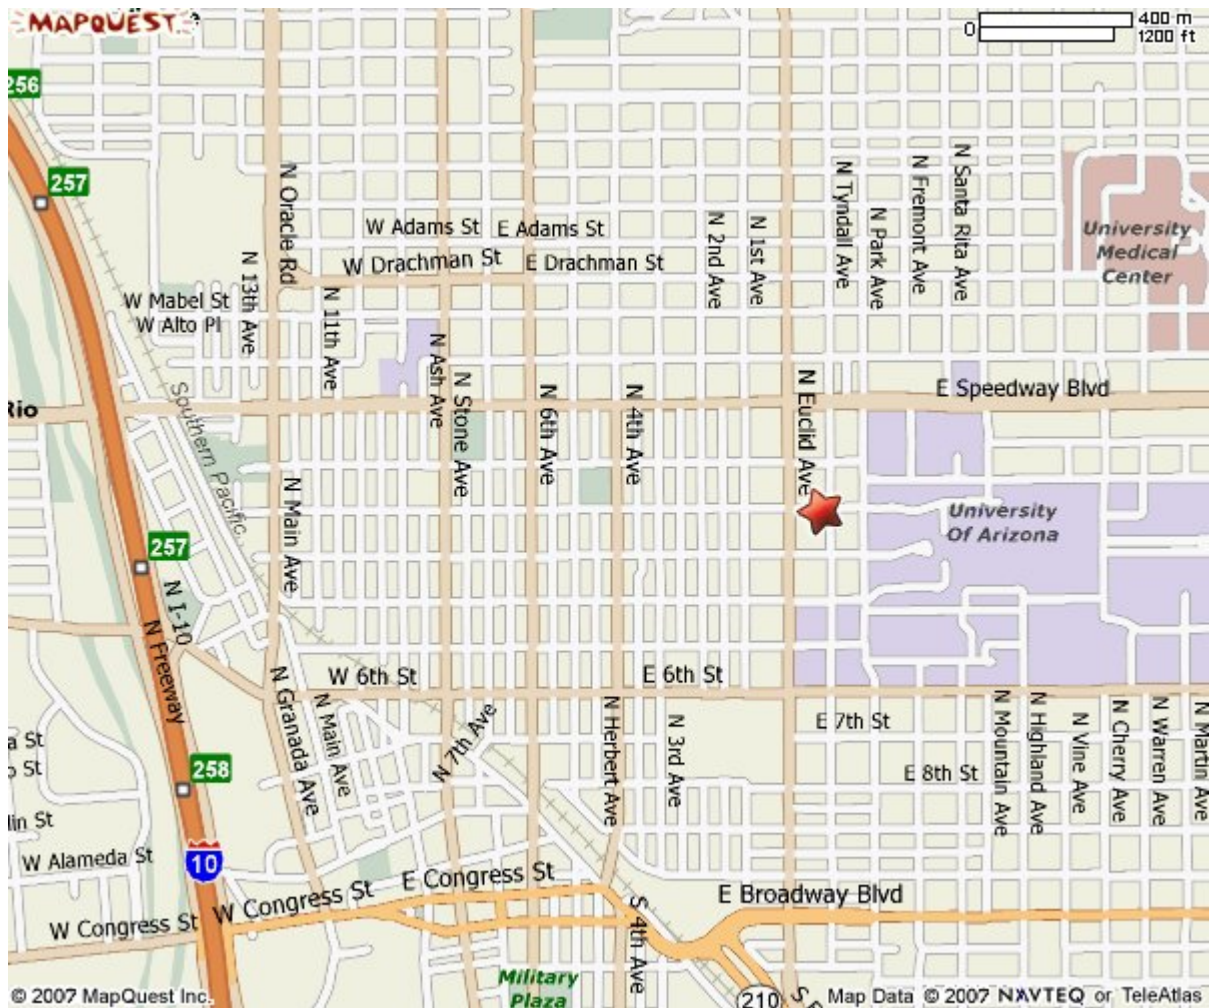 MAPQUEST
0
400 m
1200 ft
256
257
N Oracle Rd
W Adams St
E Adams St
W Drachman St
E Drachman St
N 2nd Ave
N 1st Ave
N Tyndall Ave
N Park Ave
N Fremont Ave
N Santa Rita Ave
University
Medical
Center
N 13th Ave
W Mabel St
W Alto Pl
N 11th Ave
N Ash Ave
N Stone Ave
N 6th Ave
N 4th Ave
N Euclid Ave
E Speedway Blvd
Rio
Southern Pacific
N Main Ave
University
Of Arizona
257
N I-10
N Freeway
W 6th St
E 6th St
N Granada Ave
N Main Ave
N 7th Ave
N Herbert Ave
N 3rd Ave
E 7th St
E 8th St
N Mountain Ave
N Highland Ave
N Vine Ave
N Cherry Ave
N Warren Ave
N Martin Ave
258
10
W Alameda St
W Congress St
W Congress St
E Congress St
E Broadway Blvd
S 4th Ave
Military
Plaza
210
© 2007 MapQuest Inc.
Map Data © 2007 NAVTEQ or TeleAtlas